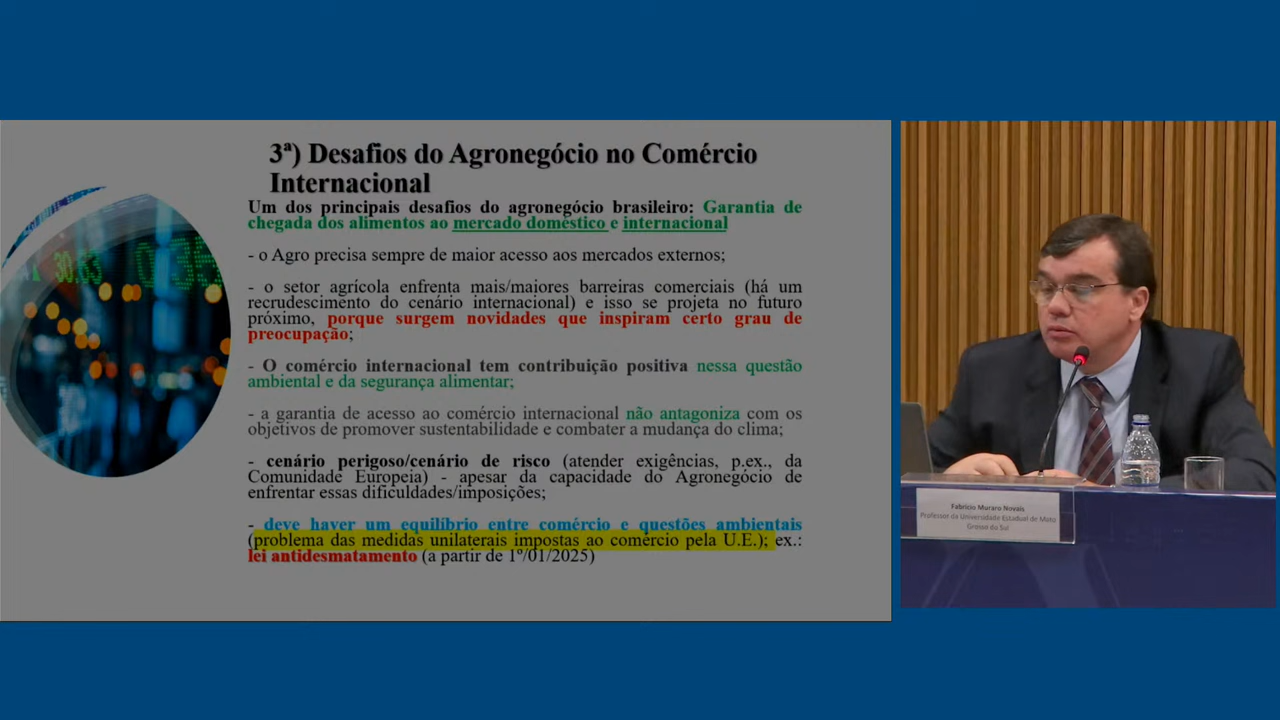 3ª) Desafios do Agronegócio no Comércio
Internacional
Um dos principais desafios do agronegócio brasileiro: Garantia de
chegada dos alimentos ao mercado doméstico e internacional
- o Agro precisa sempre de maior acesso aos mercados externos;
- o setor agrícola enfrenta mais/maiores barreiras comerciais (há um
recrudescimento do cenário internacional) e isso se projeta no futuro
próximo, porque surgem novidades que inspiram certo grau de
preocupação;
- O comércio internacional tem contribuição positiva nessa questão
ambiental e da segurança alimentar;
- a garantia de acesso ao comércio internacional não antagoniza com os
objetivos de promover sustentabilidade e combater a mudança do clima;
- cenário perigoso/cenário de risco (atender exigências, p.ex., da
Comunidade Europeia) - apesar da capacidade do Agronegócio de
enfrentar essas dificuldades/imposições;
- deve haver um equilíbrio entre comércio e questões ambientais
(problema das medidas unilaterais impostas ao comércio pela U.E.); ex.:
lei antidesmatamento (a partir de 1º/01/2025)
30.63
Fabrício Muraro Novais
Professor da Universidade Estadual de Mato
Grosso do Sul